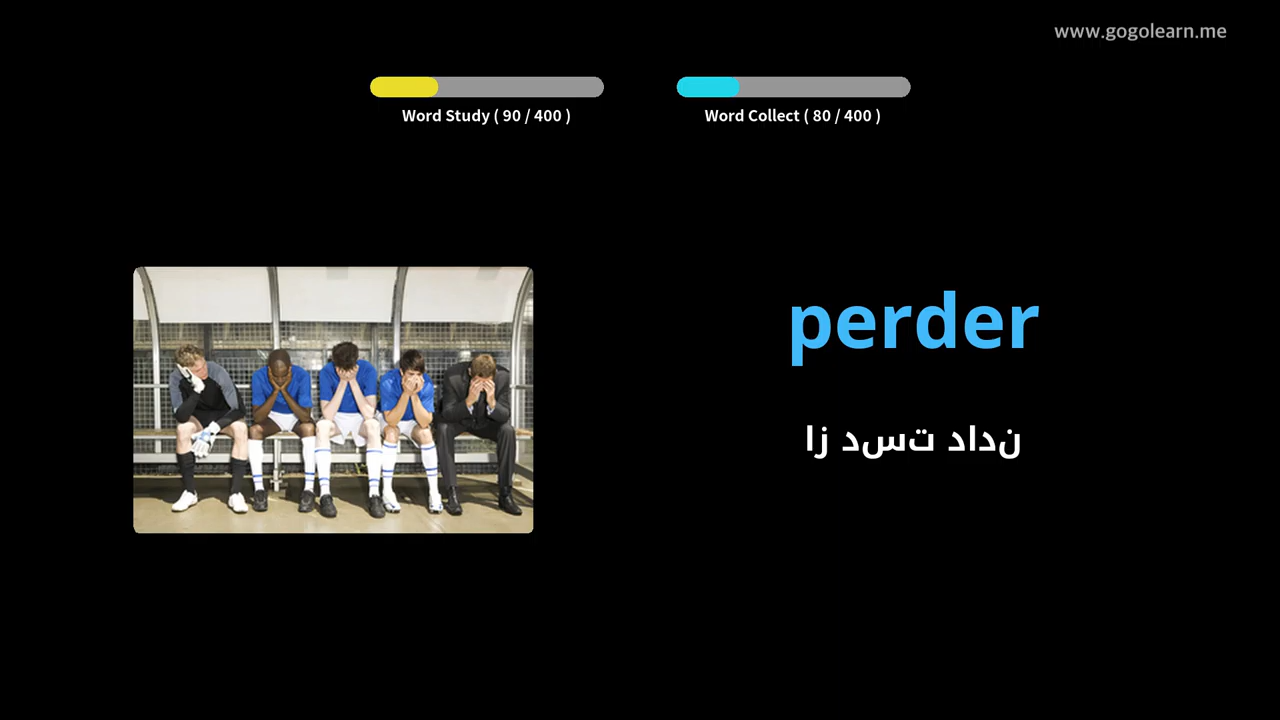 www.gogolearn.me
Word Study ( 90 / 400 )
Word Collect ( 80 / 400 )
perder
از دست دادن